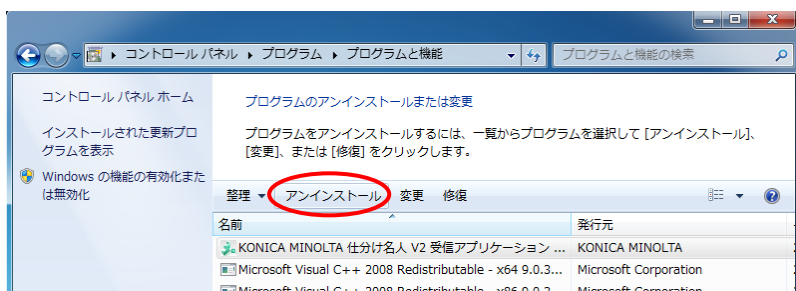 コントロール パネル ▸ プログラム ▸ プログラムと機能
プログラムと機能の検索
コントロール パネル ホーム
インストールされた更新プロ
グラムを表示
Windows の機能の有効化また
は無効化
プログラムのアンインストールまたは変更
プログラムをアンインストールするには、一覧からプログラムを選択して [アンインストール]、
[変更]、または [修復] をクリックします。
整理 アンインストール 変更 修復
名前 発行元
KONICA MINOLTA 仕分け名人 V2 受信アプリケーション ... KONICA MINOLTA
Microsoft Visual C++ 2008 Redistributable - x64 9.0.3... Microsoft Corporation
Microsoft Visual C++ 2008 Redistributable - x86 9.0.2... Microsoft Corporation